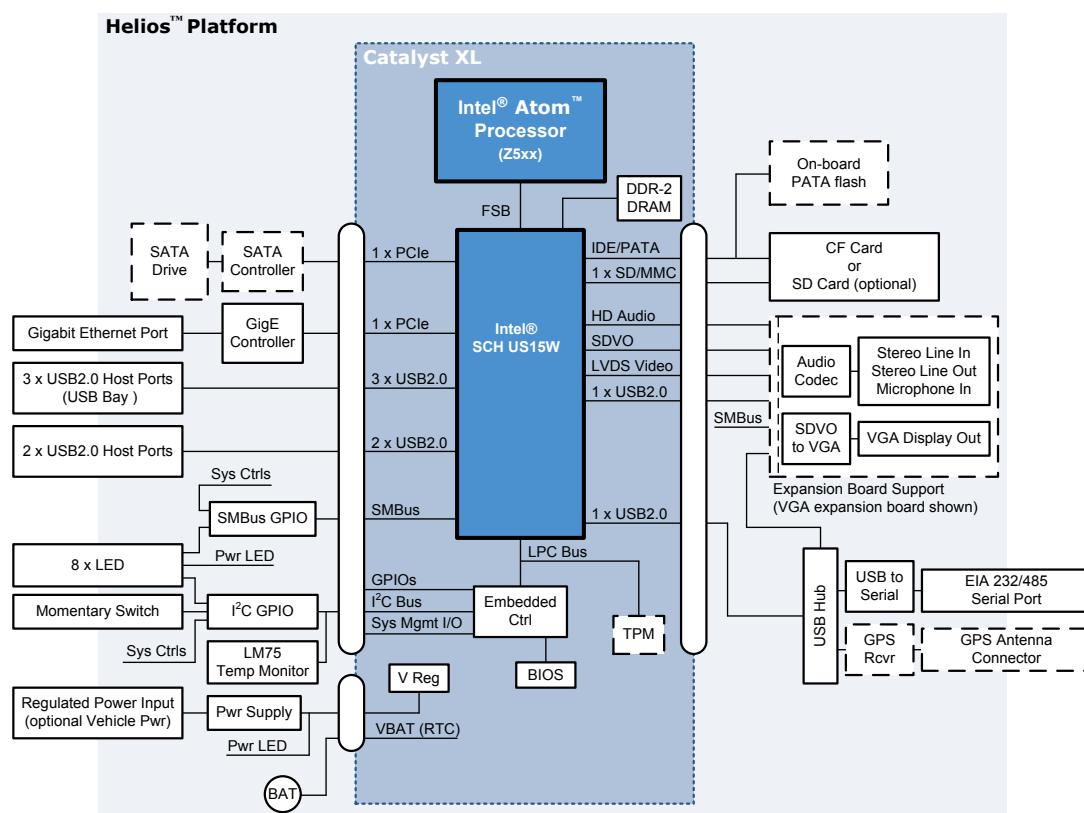 Helios™ Platform
Catalyst XL
Intel® Atom™
Processor
(Z5xx)
On-board
PATA flash
DDR-2
DRAM
FSB
SATA
Drive
SATA
Controller
1 x PCIe
IDE/PATA
1 x SD/MMC
CF Card
or
SD Card (optional)
Gigabit Ethernet Port
GigE
Controller
1 x PCIe
Intel®
SCH US15W
HD Audio
SDVO
LVDS Video
1 x USB2.0
SMBus
Audio
Codec
Stereo Line In
Stereo Line Out
Microphone In
SDVO
to VGA
VGA Display Out
Expansion Board Support
(VGA expansion board shown)
3 x USB2.0 Host Ports
(USB Bay )
3 x USB2.0
2 x USB2.0 Host Ports
2 x USB2.0
Sys Ctrls
SMBus GPIO
SMBus
1 x USB2.0
8 x LED
Pwr LED
LPC Bus
GPIOs
I²C Bus
Sys Mgmt I/O
Embedded
Ctrl
TPM
BIOS
Momentary Switch
I²C GPIO
Sys Ctrls
LM75
Temp Monitor
USB Hub
USB to
Serial
EIA 232/485
Serial Port
GPS
Rcvr
GPS Antenna
Connector
V Reg
Regulated Power Input
(optional Vehicle Pwr)
Pwr Supply
Pwr LED
VBAT (RTC)
BAT